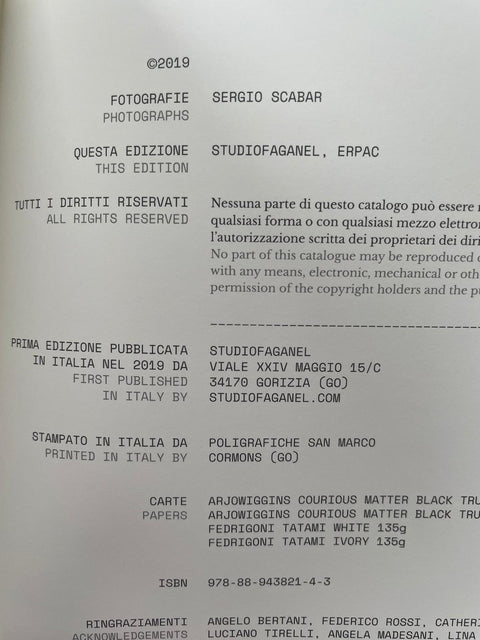 ©2019
FOTOGRAFIE SERGIO SCABAR
PHOTOGRAPHS
QUESTA EDIZIONE STUDIOFAGANEL, ERPAC
THIS EDITION
TUTTI I DIRITTI RISERVATI Nessuna parte di questo catalogo può essere
ALL RIGHTS RESERVED qualsiasi forma o con qualsiasi mezzo
l'autorizzazione scritta dei proprietari dei
No part of this catalogue may be reproduced
with any means, electronic, mechanical or
permission of the copyright holders and the
PRIMA EDIZIONE PUBBLICATA STUDIOFAGANEL
IN ITALIA NEL 2019 DA VIALE XXIV MAGGIO 15/C
FIRST PUBLISHED 34170 GORIZIA (GO)
IN ITALY BY STUDIOFAGANEL.COM
STAMPATO IN ITALIA DA POLIGRAFICHE SAN MARCO
PRINTED IN ITALY BY CORMONS (GO)
CARTE ARJOWIGGINS COURIOUS MATTER BLACK
PAPERS ARJOWIGGINS COURIOUS MATTER BLACK
FEDRIGONI TATAMI WHITE 135g
FEDRIGONI TATAMI IVORY 135g
ISBN 978-88-943821-4-3
RINGRAZIAMENTI ANGELO BERTANI, FEDERICO ROSSI,
ACKNOWLEDGEMENTS LUCIANO TIRELLI, ANGELA MADESANI, LINA